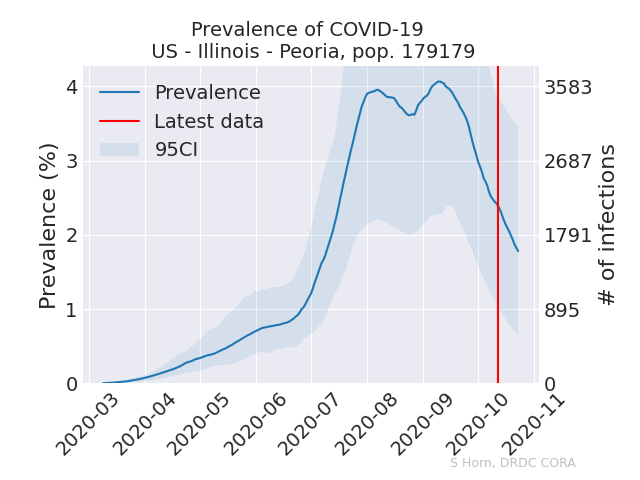 Prevalence of COVID-19
US - Illinois - Peoria, pop. 179179
Prevalence
Latest data
95CI
Prevalence (%)
4
3
2
1
0
3583
2687
1791
895
0
# of infections
2020-03
2020-04
2020-05
2020-06
2020-07
2020-08
2020-09
2020-10
2020-11
S Horn, DRDC CORA